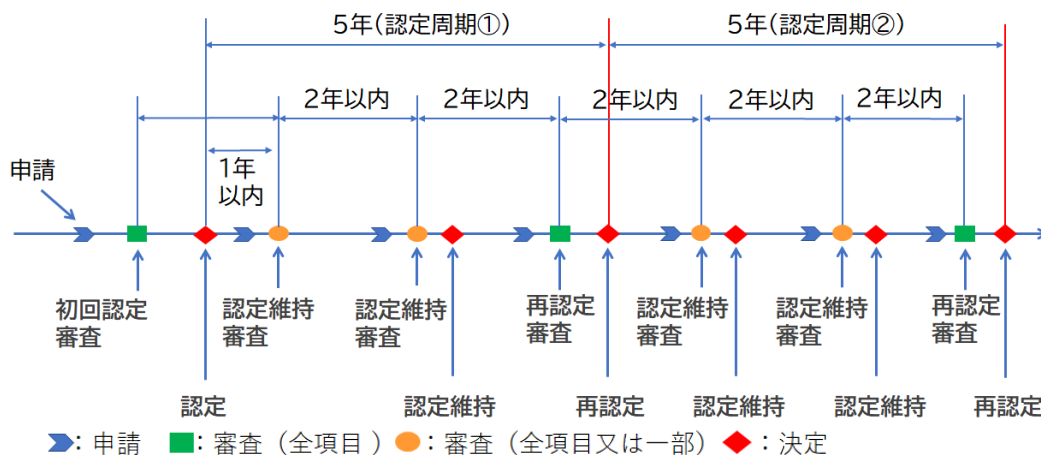 5年(認定周期①)
5年(認定周期②)
2年以内
2年以内
2年以内
2年以内
2年以内
1年
以内
申請
初回認定
審査
認定維持
審査
認定維持
審査
再認定
審査
認定維持
審査
認定維持
審査
再認定
審査
認定
認定維持
再認定
認定維持
認定維持
再認定
：申請
：審査（全項目 ）
：審査（全項目又は一部）
：決定